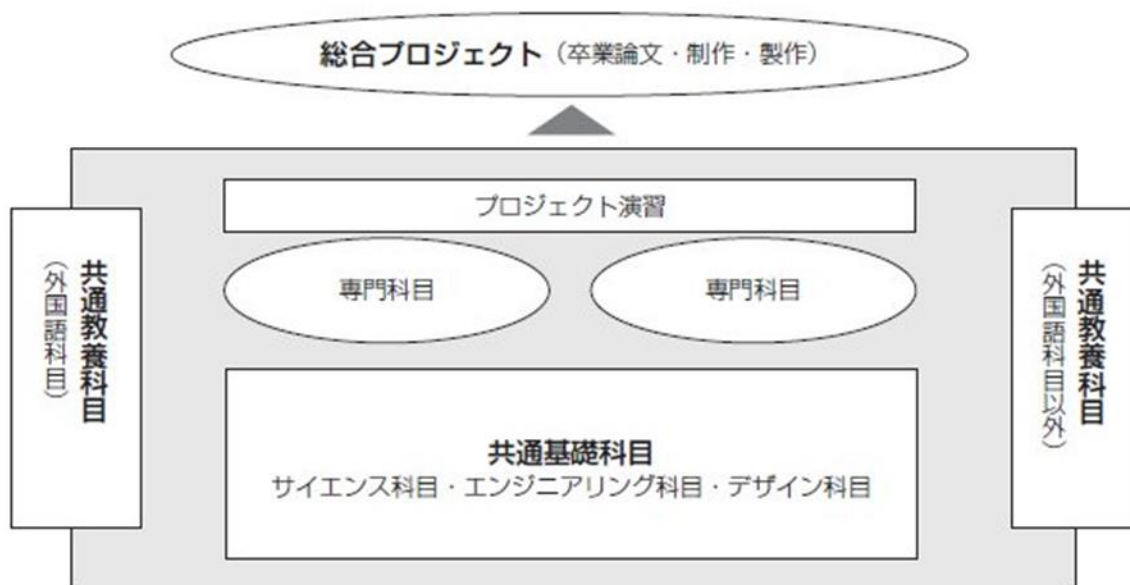 総合プロジェクト（卒業論文・制作・製作）
プロジェクト演習
共通教養科目
（外国語科目）
専門科目
専門科目
共通教養科目
（外国語科目以外）
共通基礎科目
サイエンス科目・エンジニアリング科目・デザイン科目